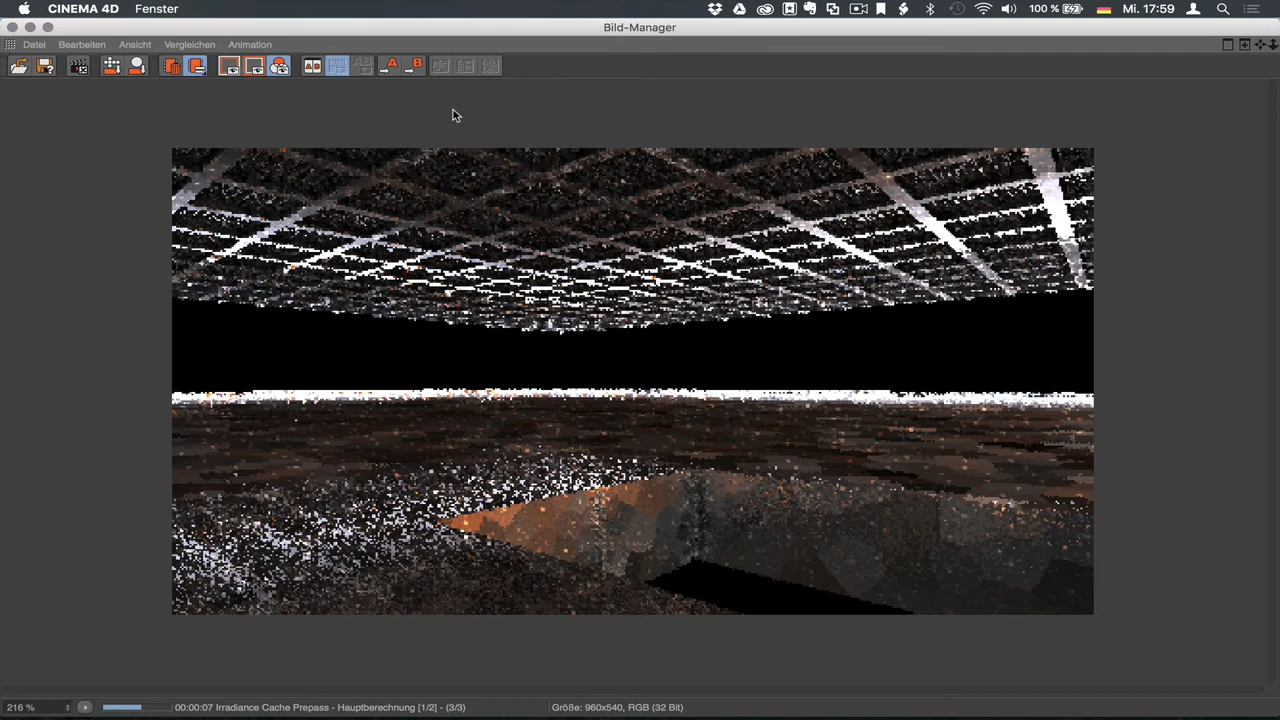 CINEMA 4D Fenster 100 % Mi. 17:59
Bild-Manager
Datei Bearbeiten Ansicht Vergleichen Animation
A B
216 % 00:00:07 Irradiance Cache Prepass - Hauptberechnung [1/2] - (3/3) Größe: 960x540, RGB (32 Bit)